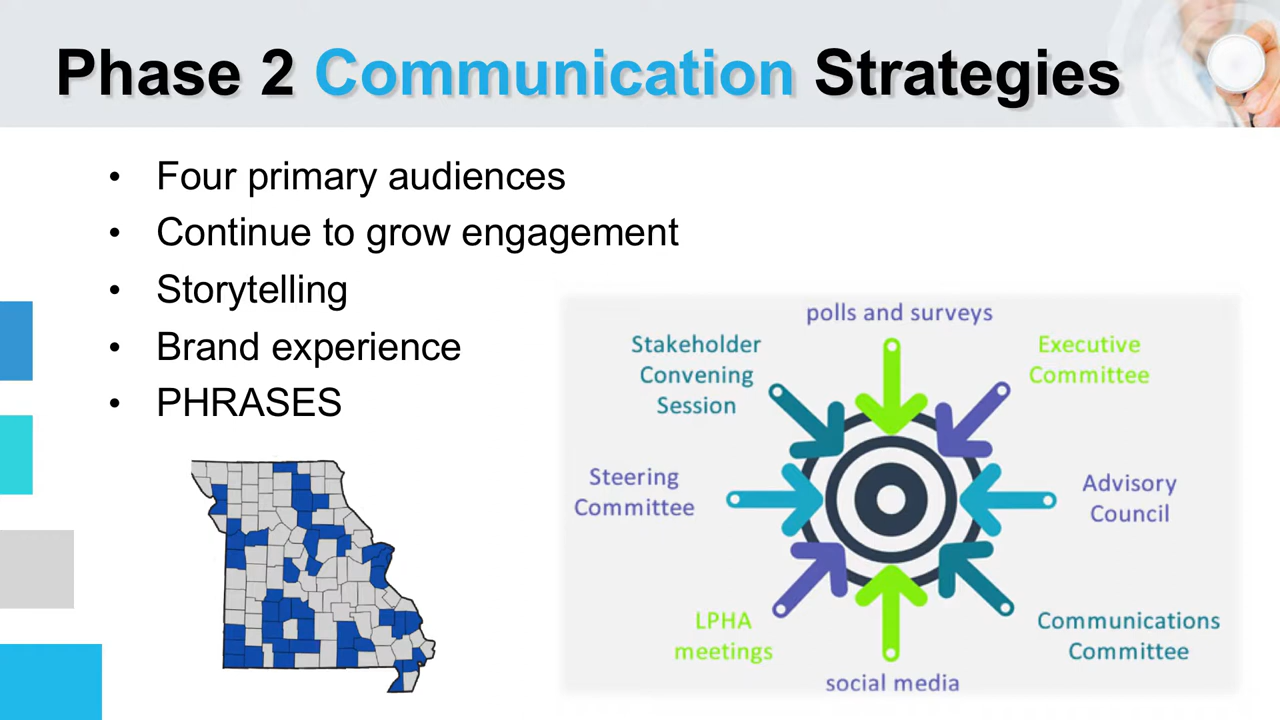 Phase 2 Communication Strategies
• Four primary audiences
• Continue to grow engagement
• Storytelling
• Brand experience
• PHRASES
polls and surveys
Stakeholder
Convening
Session
Executive
Committee
Steering
Committee
Advisory
Council
LPHA
meetings
Communications
Committee
social media